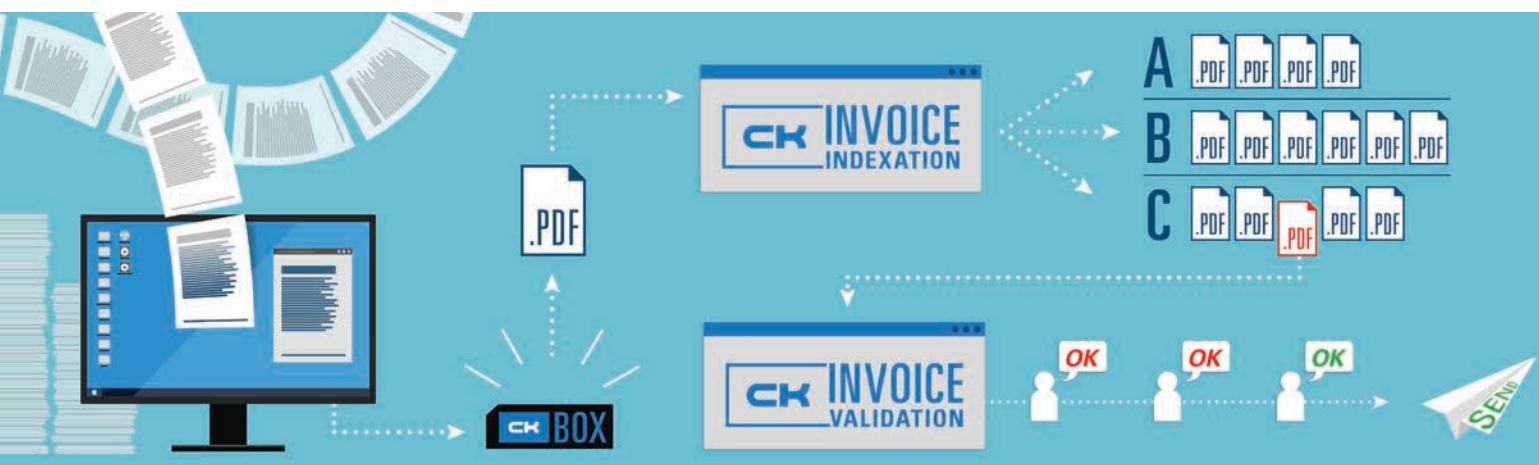 CK BOX
.PDF
CK INVOICE
INDEXATION
A .PDF .PDF .PDF .PDF
B .PDF .PDF .PDF .PDF .PDF .PDF
C .PDF .PDF .PDF .PDF .PDF
CK INVOICE
VALIDATION
OK OK OK
SEND